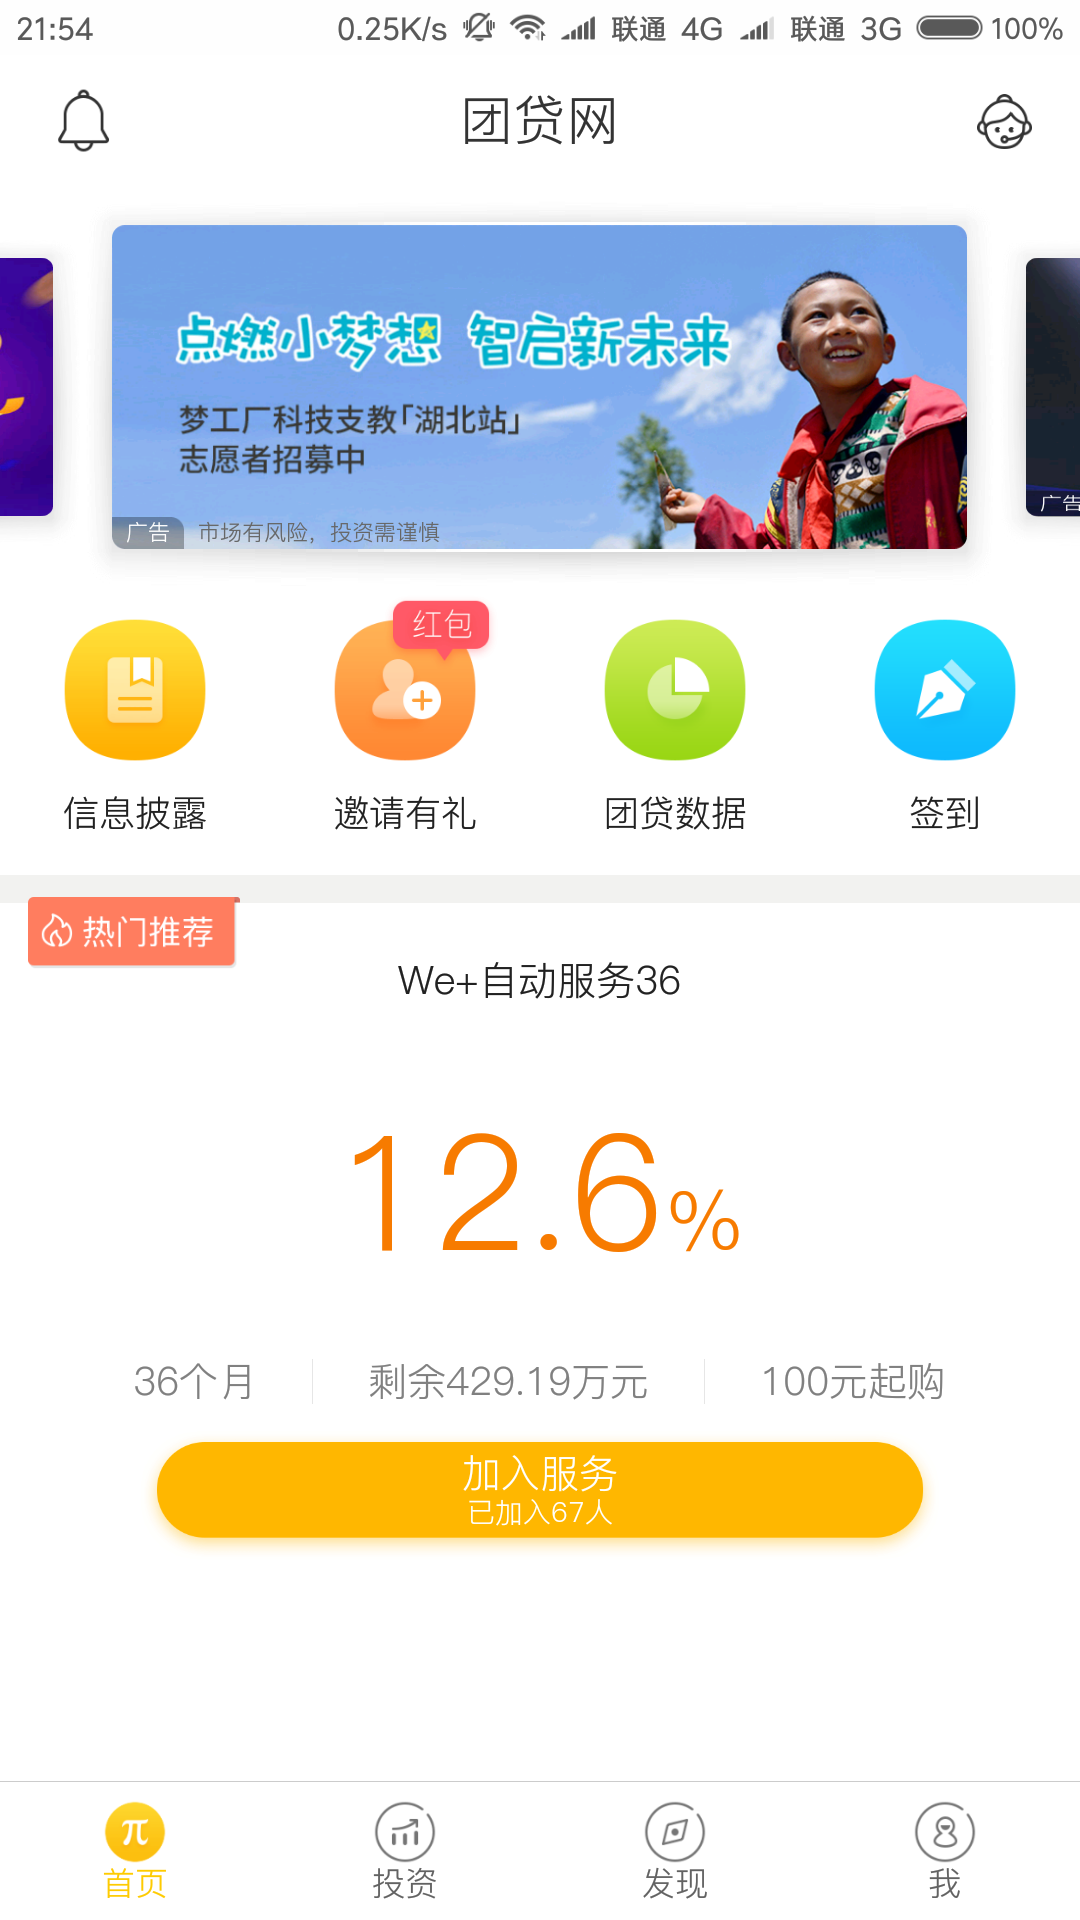 21:54 0.25K/s 联通 4G 联通 3G 100%
团贷网
点燃小梦想 智启新未来
梦工厂科技支教「湖北站」
志愿者招募中
广告 市场有风险，投资需谨慎
广告
红包
信息披露 邀请有礼 团贷数据 签到
热门推荐
We+自动服务36
12.6%
36个月 剩余429.19万元 100元起购
加入服务
已加入67人
首页 投资 发现 我